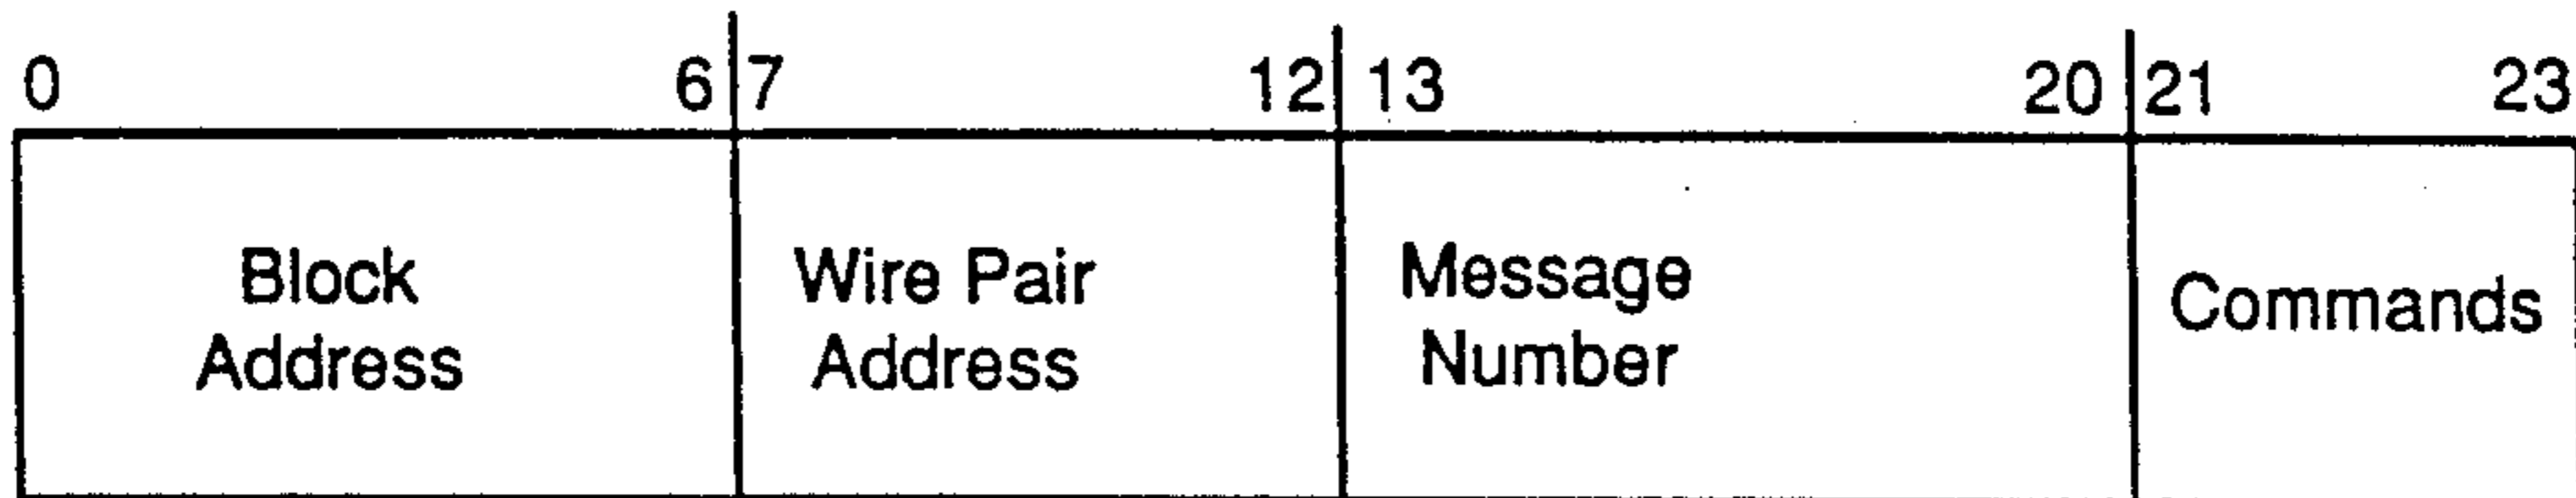 0 6 7 12 13 20 21 23
Block
Address
Wire Pair
Address
Message
Number
Commands